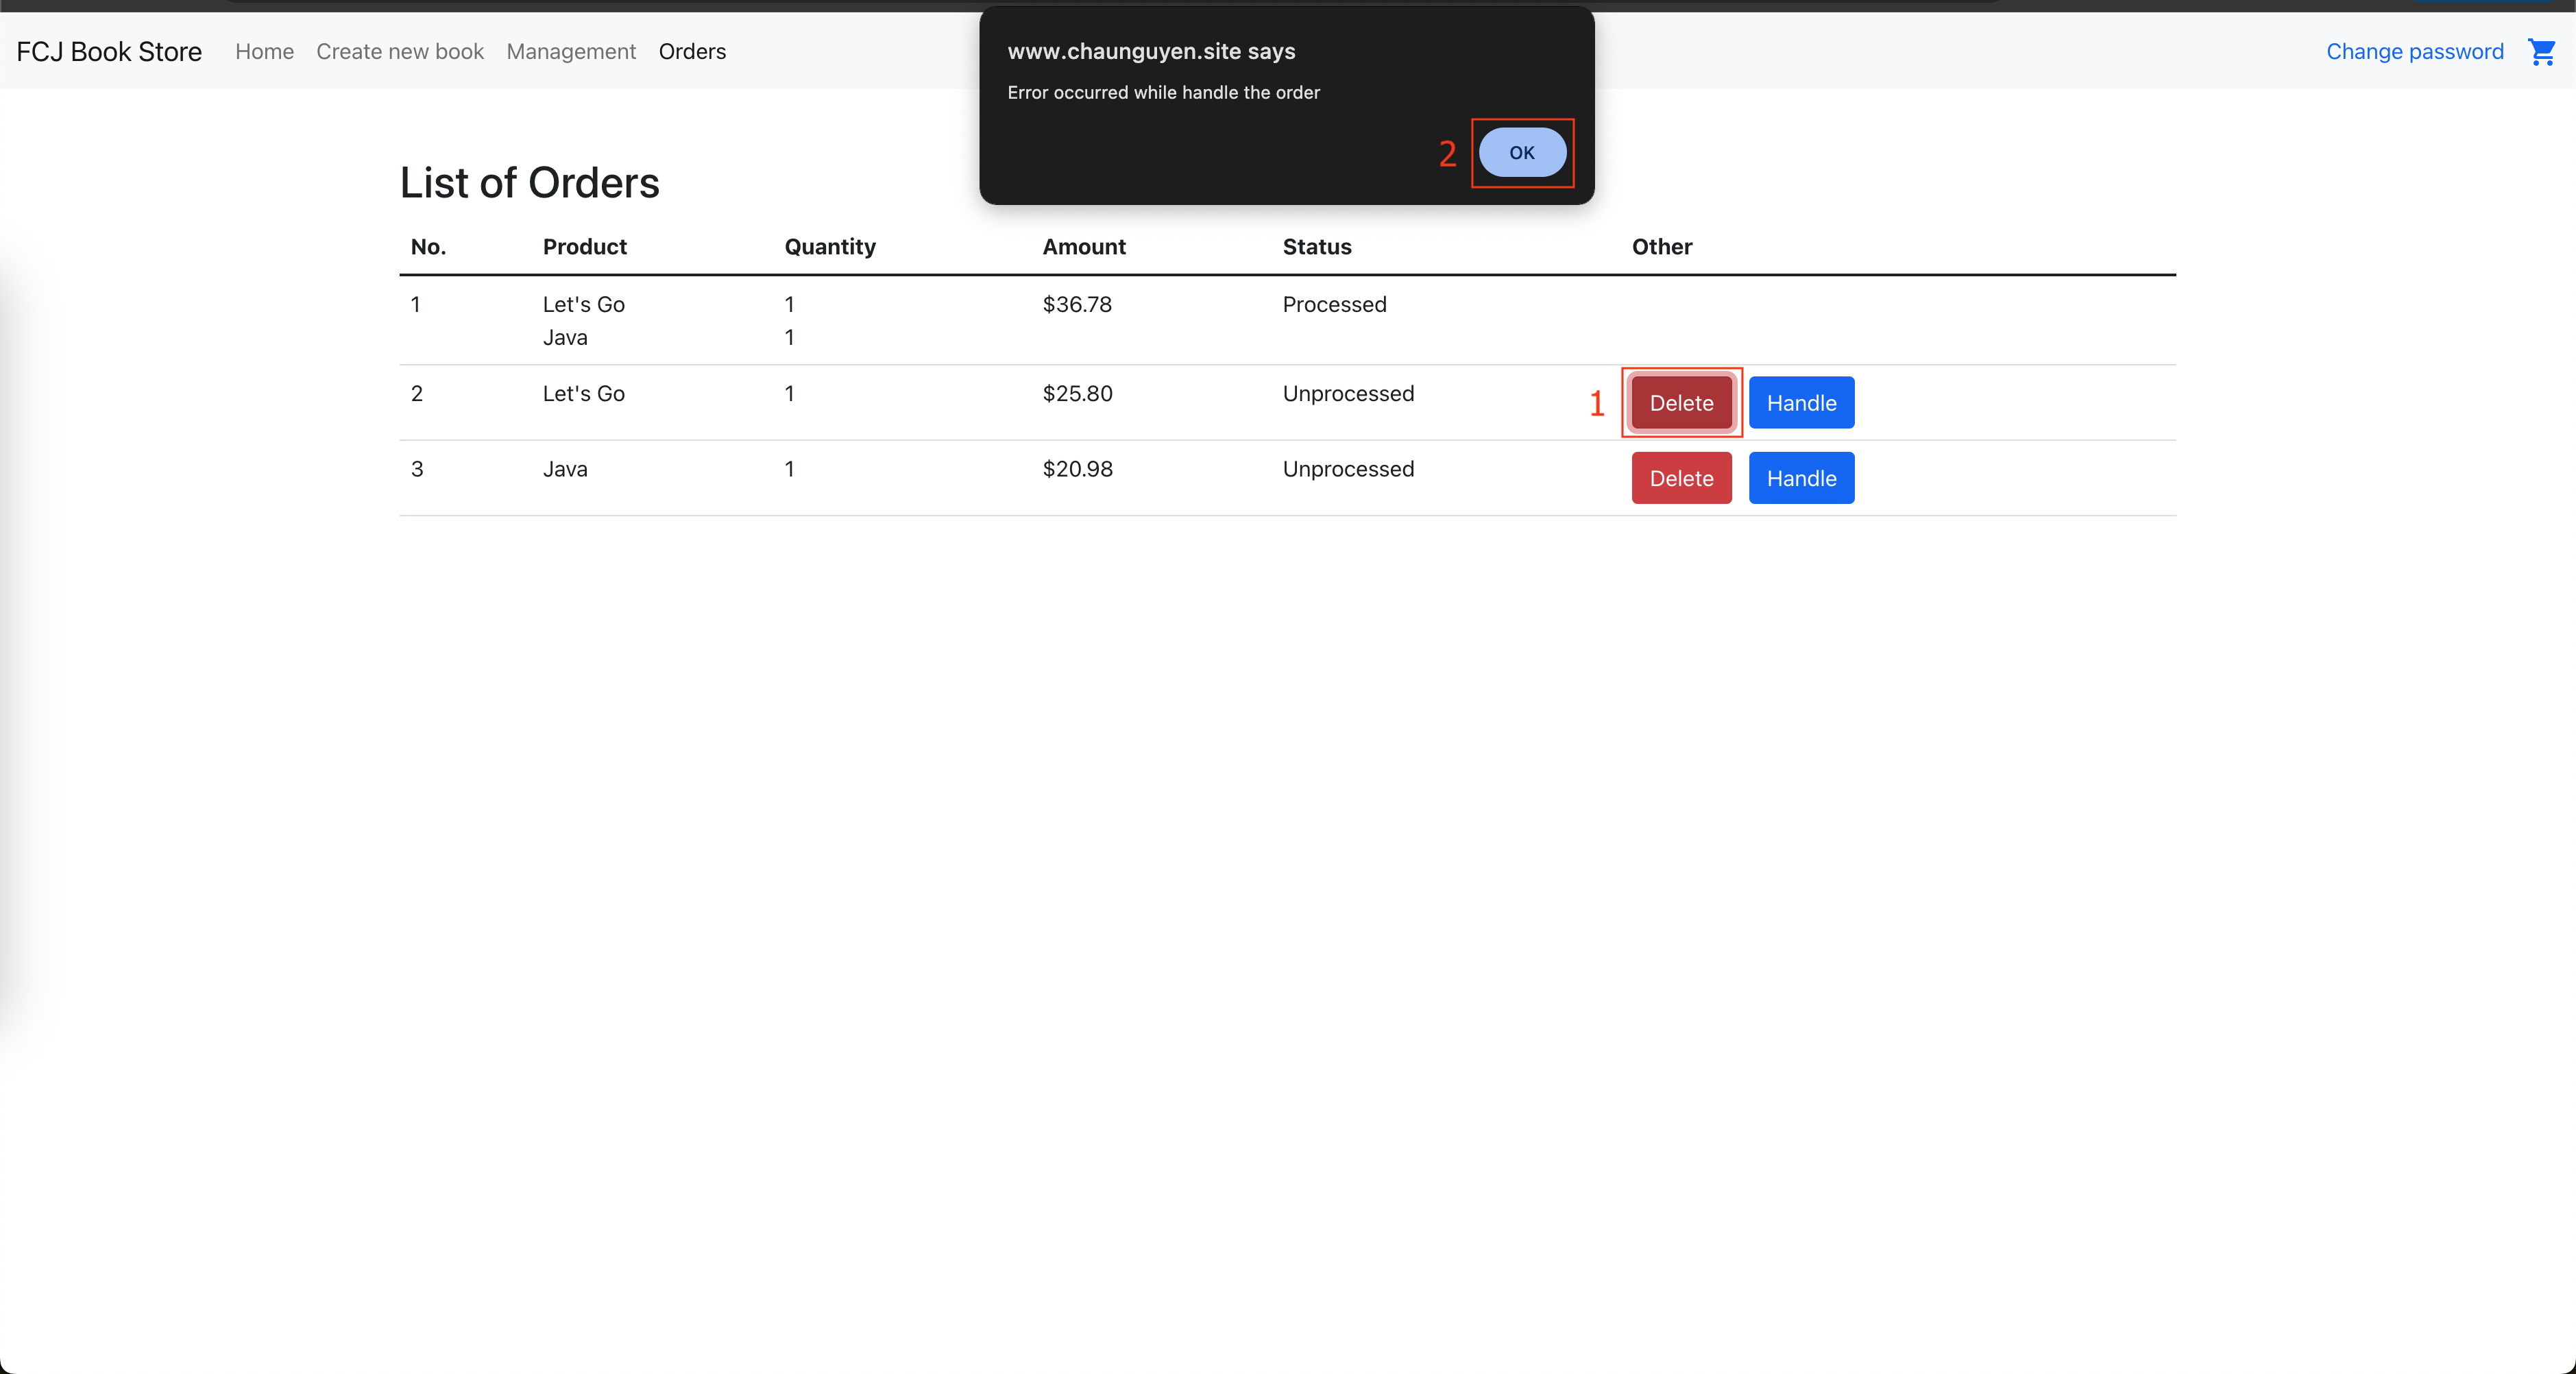 FCJ Book Store Home Create new book Management Orders Change password
www.chaunguyen.site says
Error occurred while handle the order
2 OK
List of Orders
No. Product Quantity Amount Status Other
1 Let's Go 1 $36.78 Processed
Java 1
2 Let's Go 1 $25.80 Unprocessed 1 Delete Handle
3 Java 1 $20.98 Unprocessed Delete Handle